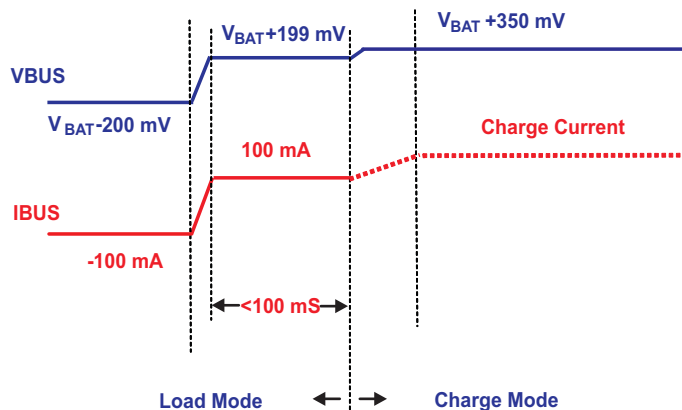 VBAT+199 mV
VBAT +350 mV
VBUS
VBAT-200 mV
Charge Current
100 mA
IBUS
-100 mA
<100 mS
Load Mode
Charge Mode